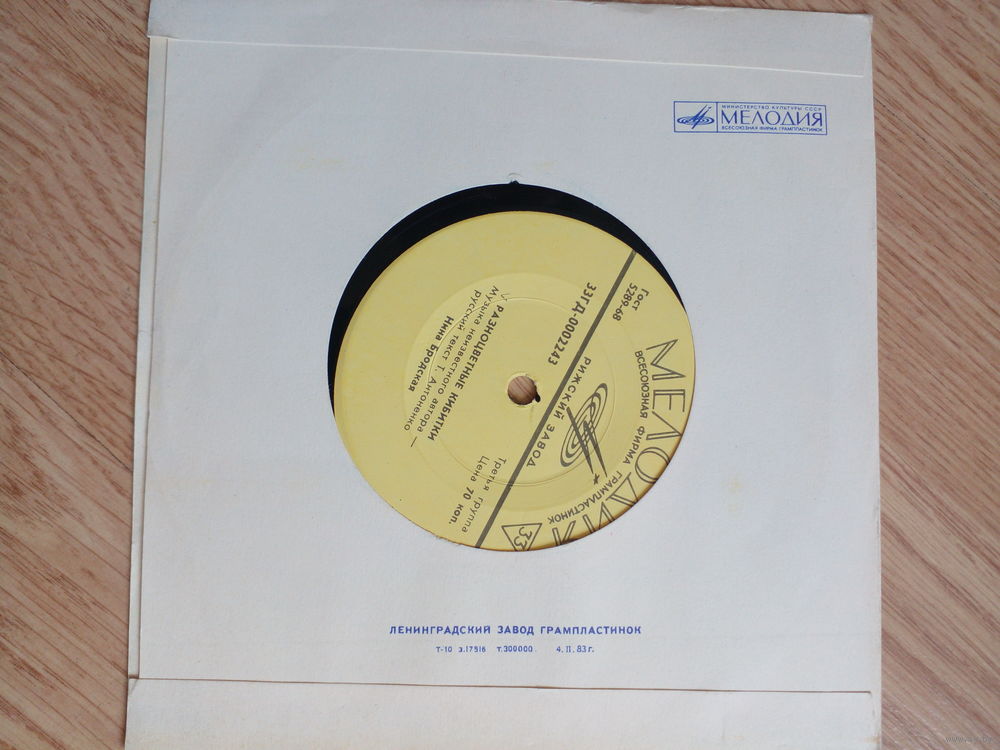 МИНИСТЕРСТВО КУЛЬТУРЫ СССР
МЕЛОДИЯ
ВСЕСОЮЗНАЯ ФИРМА ГРАМПЛАСТИНОК
МЕЛОДИЯ
ВСЕСОЮЗНАЯ ФИРМА ГРАМПЛАСТИНОК
33
Гост
5289-68
РИЖСКИЙ ЗАВОД
33ГД-0002243
Третья группа
Цена 70 коп.
РАЗНОЦВЕТНЫЕ КИБИТКИ
Музыка неизвестного автора —
русский текст Т. Антоненко
Нина Бродская
ЛЕНИНГРАДСКИЙ ЗАВОД ГРАМПЛАСТИНОК
Т-10 з.17516 т.300000 4.II.83г.